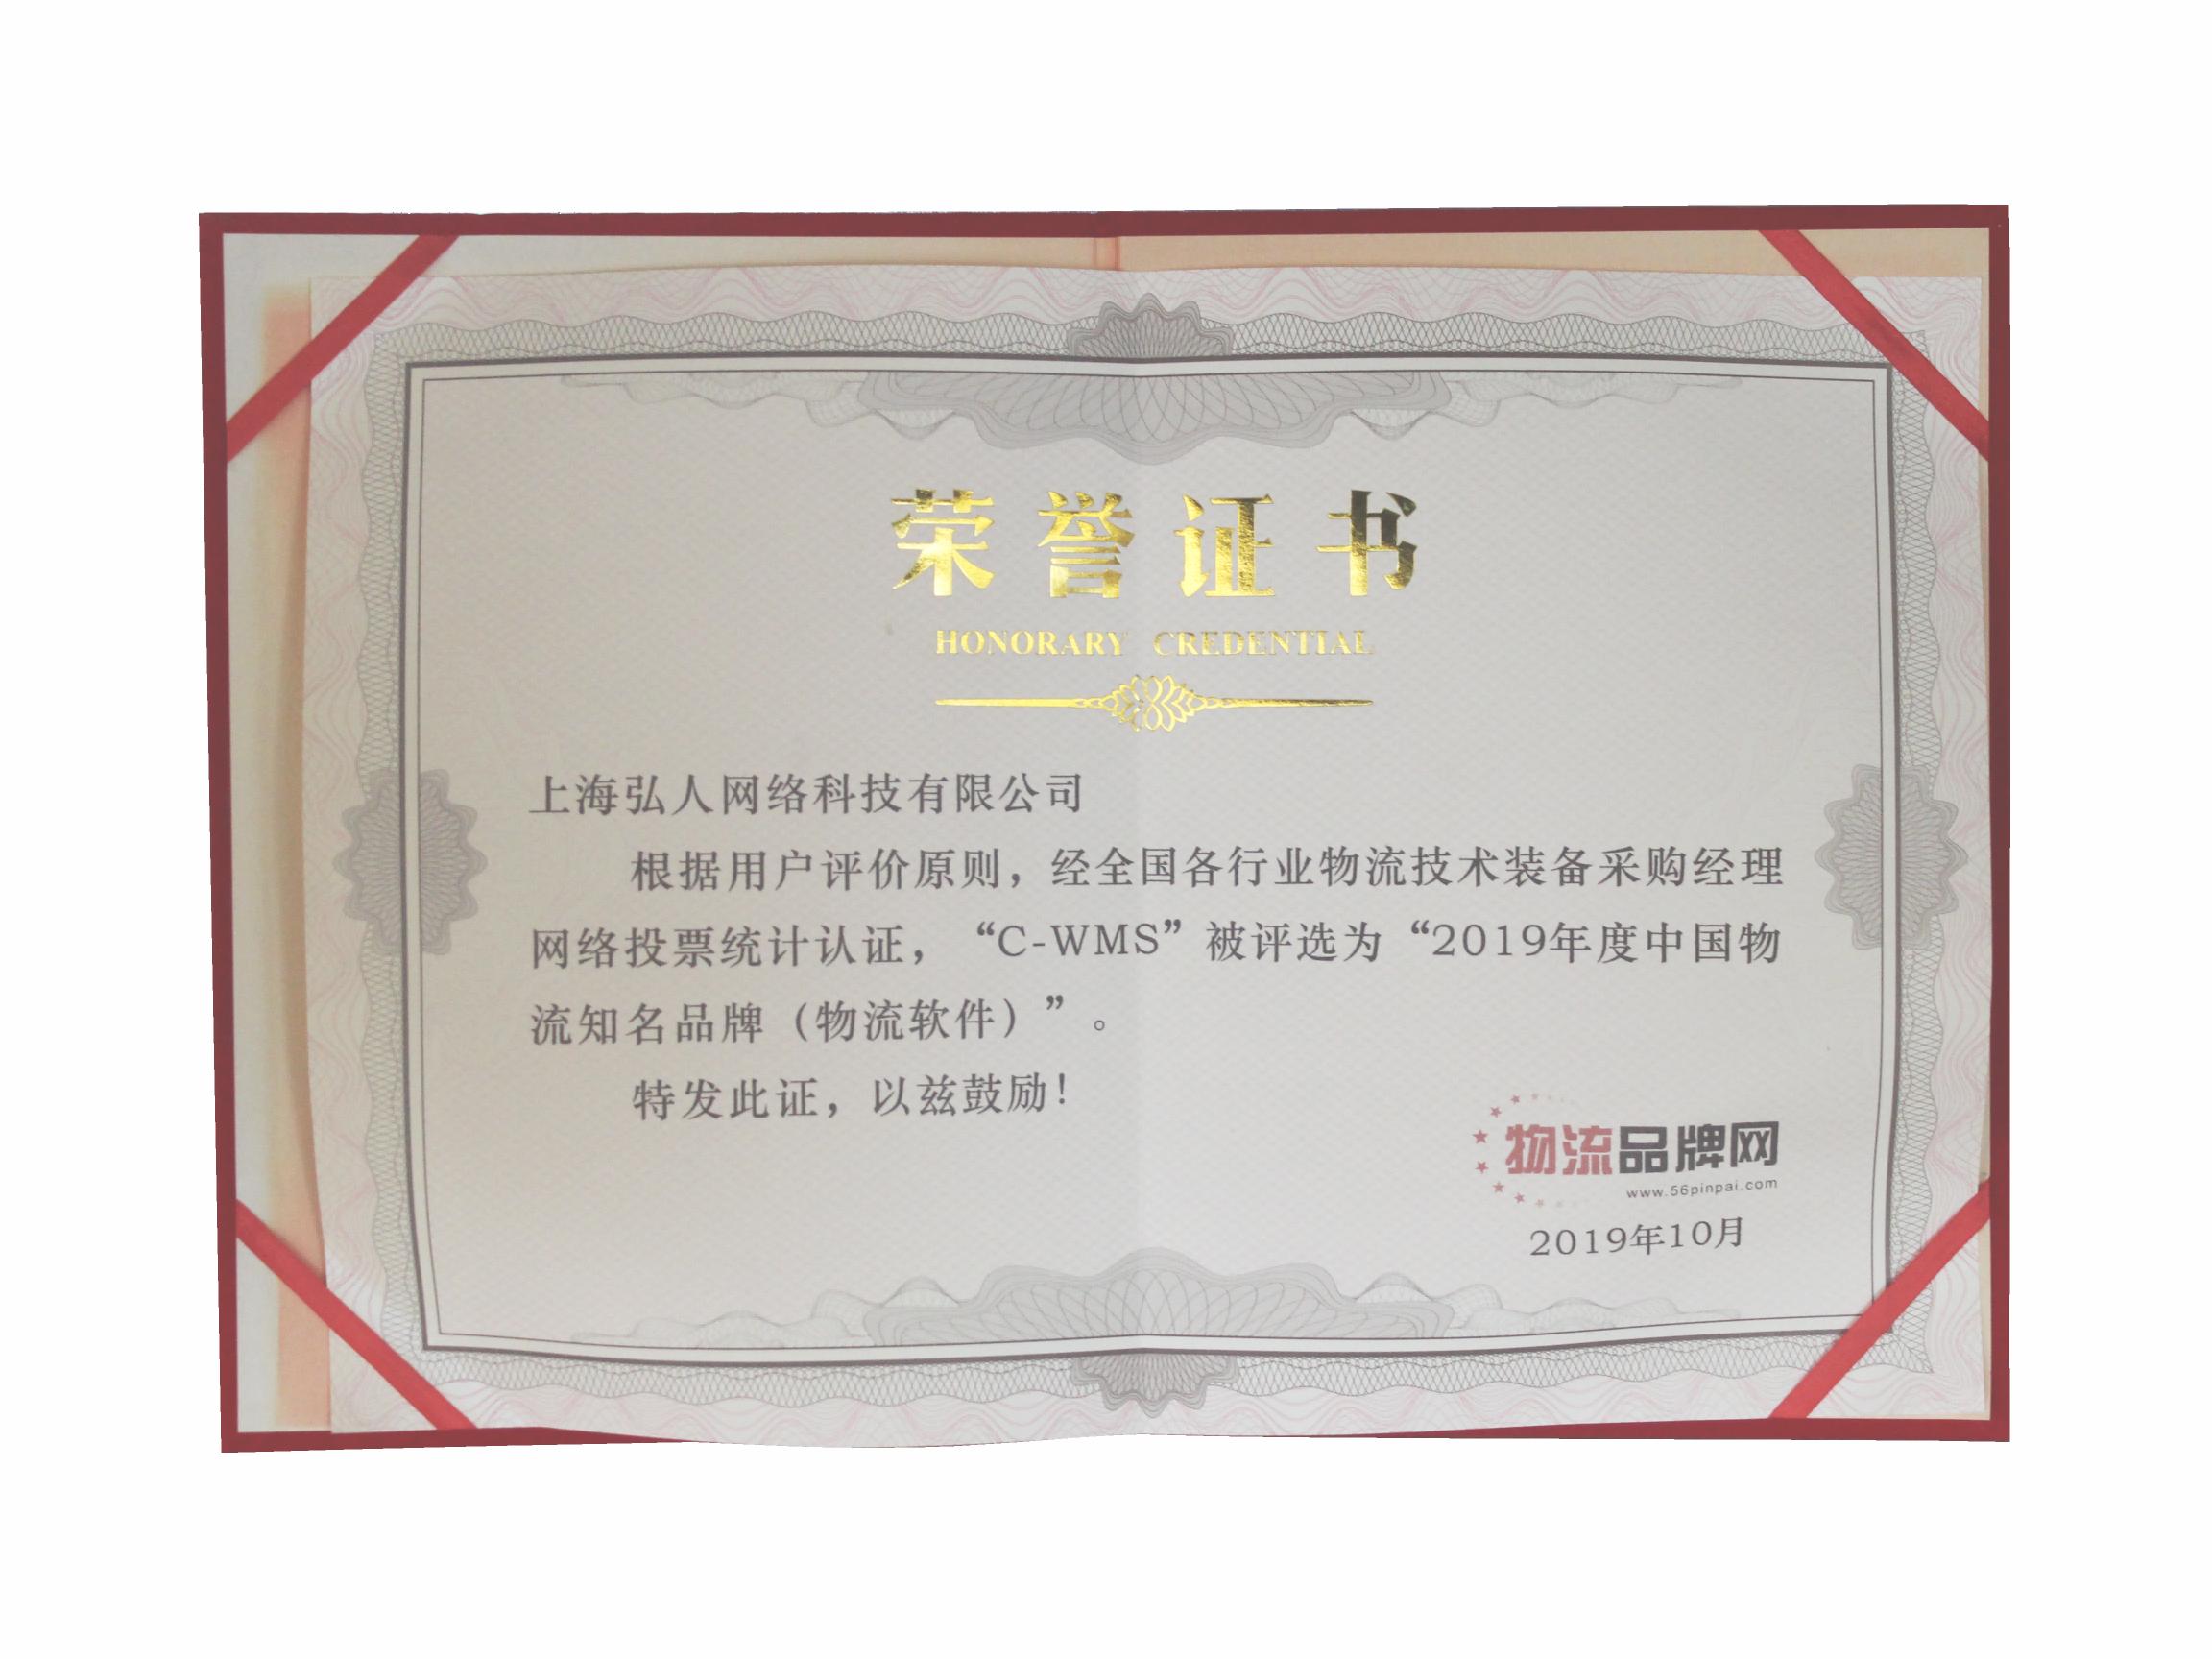 荣誉证书
HONORARY CREDENTIAL
上海弘人网络科技有限公司
根据用户评价原则，经全国各行业物流技术装备采购经理
网络投票统计认证，“C-WMS”被评选为“2019年度中国物
流知名品牌（物流软件）”。
特发此证，以兹鼓励！
物流品牌网
www.56pinpai.com
2019年10月